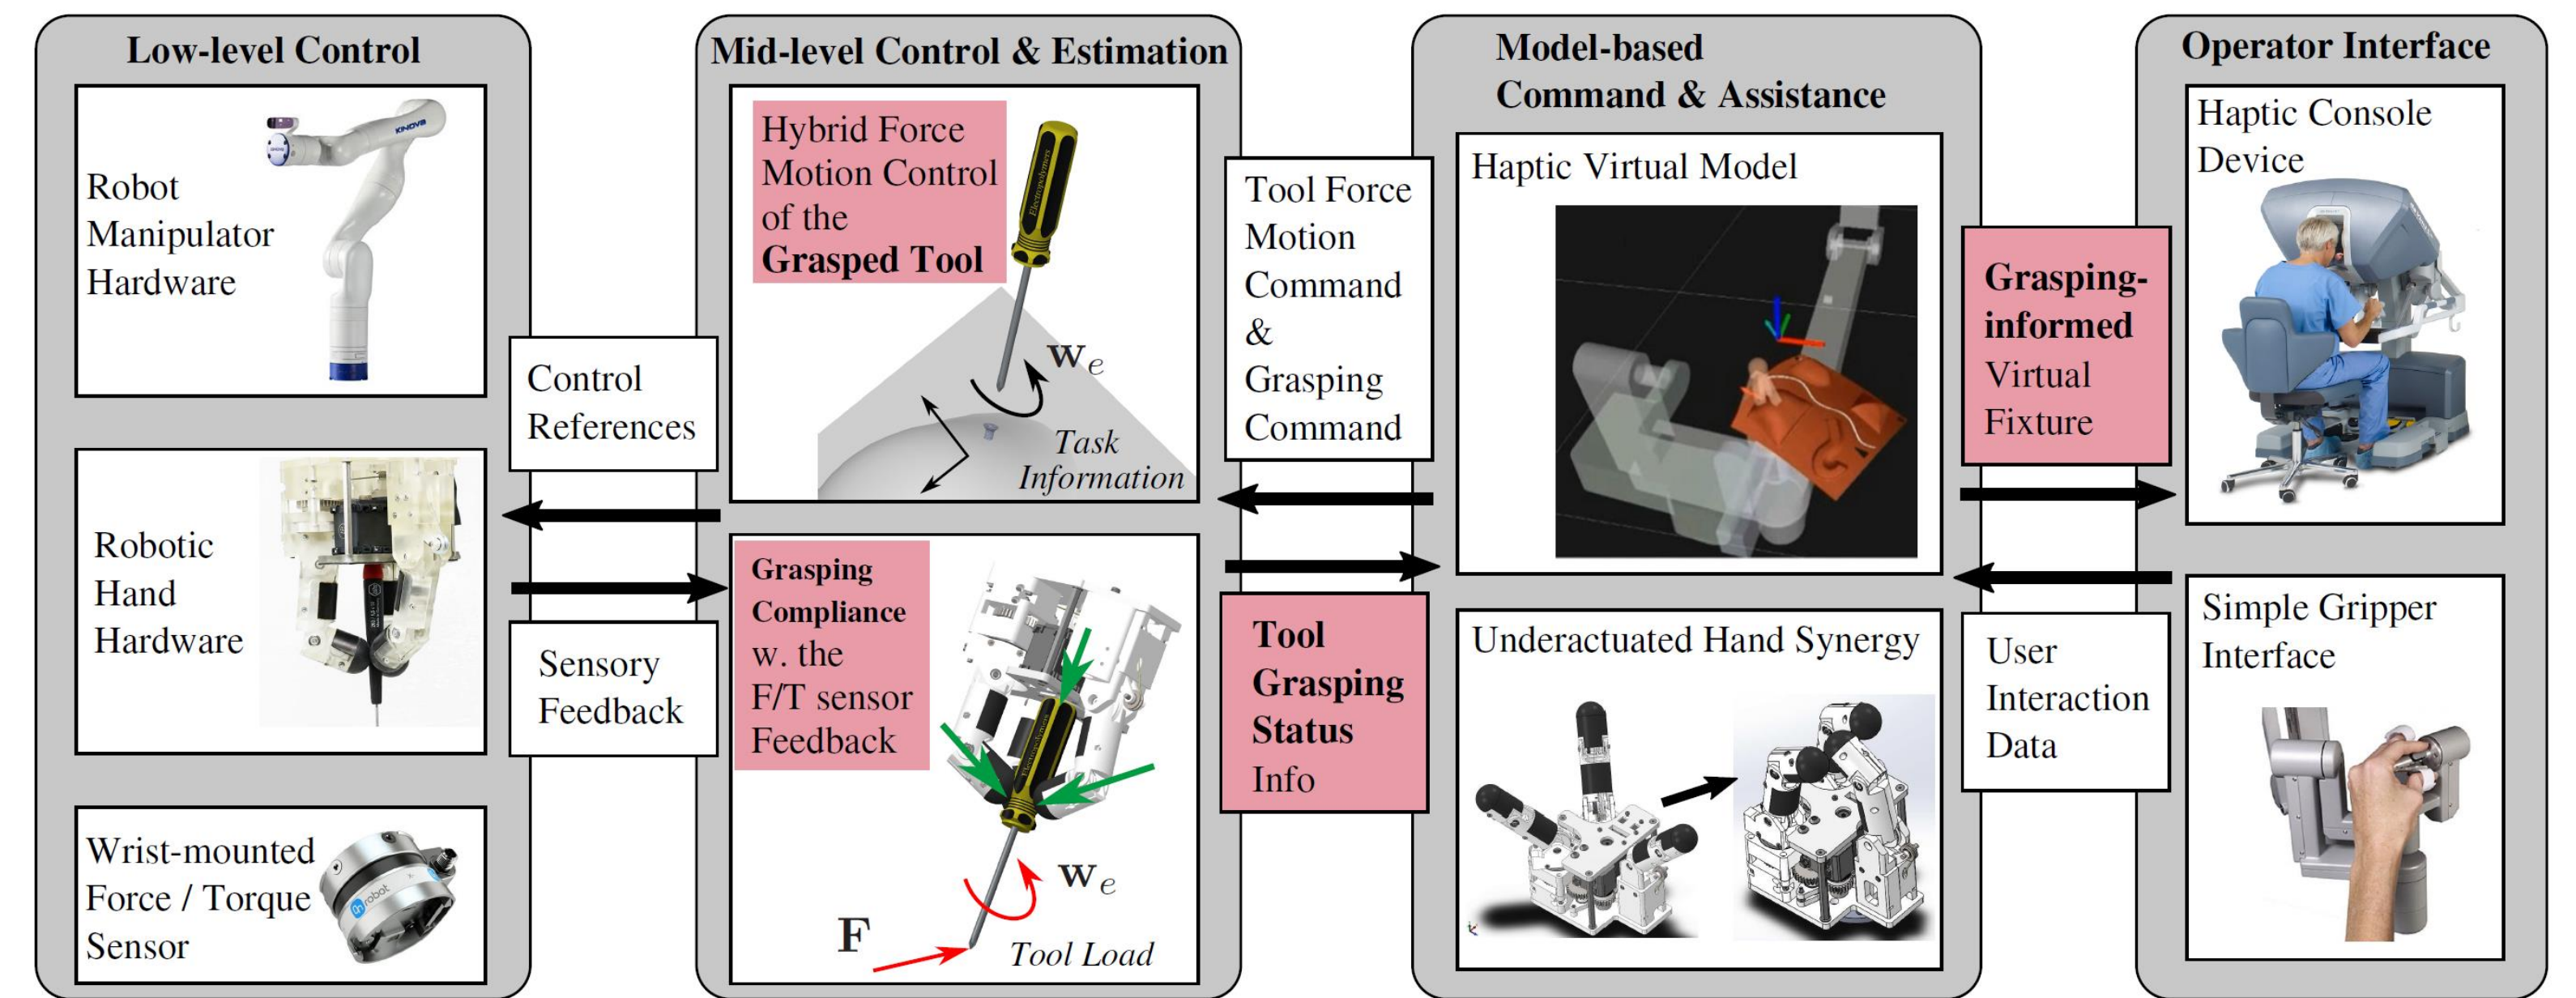 Low-level Control
Robot
Manipulator
Hardware
KINOVA
Robotic
Hand
Hardware
Wrist-mounted
Force / Torque
Sensor
robot
Control
References
Sensory
Feedback
Mid-level Control & Estimation
Hybrid Force
Motion Control
of the
Grasped Tool
Electropolymers
w_e
Task
Information
Grasping
Compliance
w. the
F/T sensor
Feedback
Electropolymers
w_e
F
Tool Load
Tool Force
Motion
Command
&
Grasping
Command
Tool
Grasping
Status
Info
Model-based
Command & Assistance
Haptic Virtual Model
Underactuated Hand Synergy
Grasping-
informed
Virtual
Fixture
User
Interaction
Data
Operator Interface
Haptic Console
Device
Simple Gripper
Interface